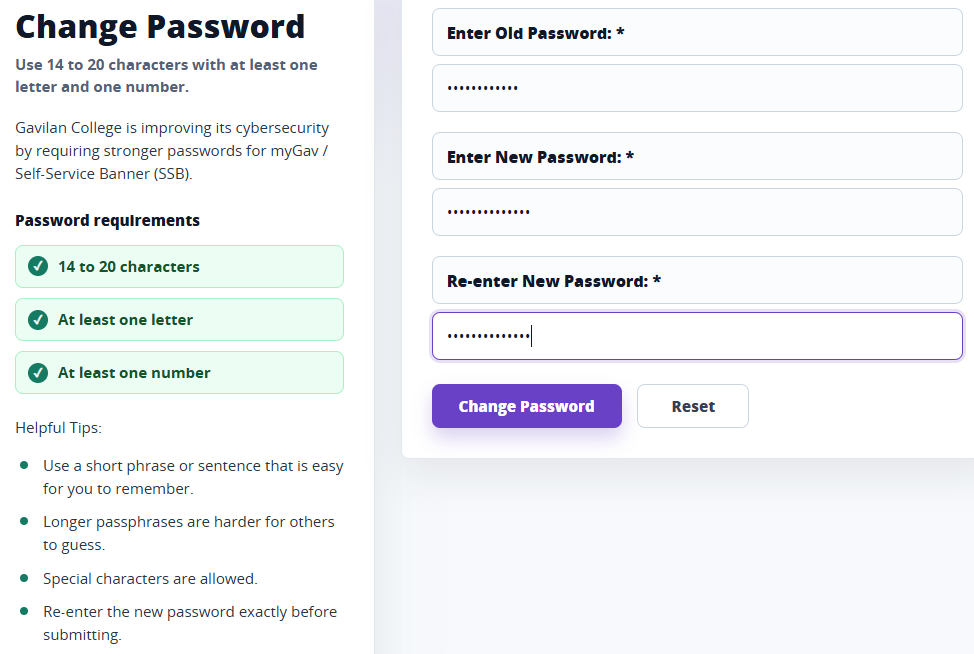 Change Password
Use 14 to 20 characters with at least one
letter and one number.
Gavilan College is improving its cybersecurity
by requiring stronger passwords for myGav /
Self-Service Banner (SSB).
Password requirements
14 to 20 characters
At least one letter
At least one number
Helpful Tips:
Use a short phrase or sentence that is easy
for you to remember.
Longer passphrases are harder for others
to guess.
Special characters are allowed.
Re-enter the new password exactly before
submitting.
Enter Old Password: *
••••••••••••
Enter New Password: *
••••••••••••••
Re-enter New Password: *
••••••••••••••
Change Password
Reset